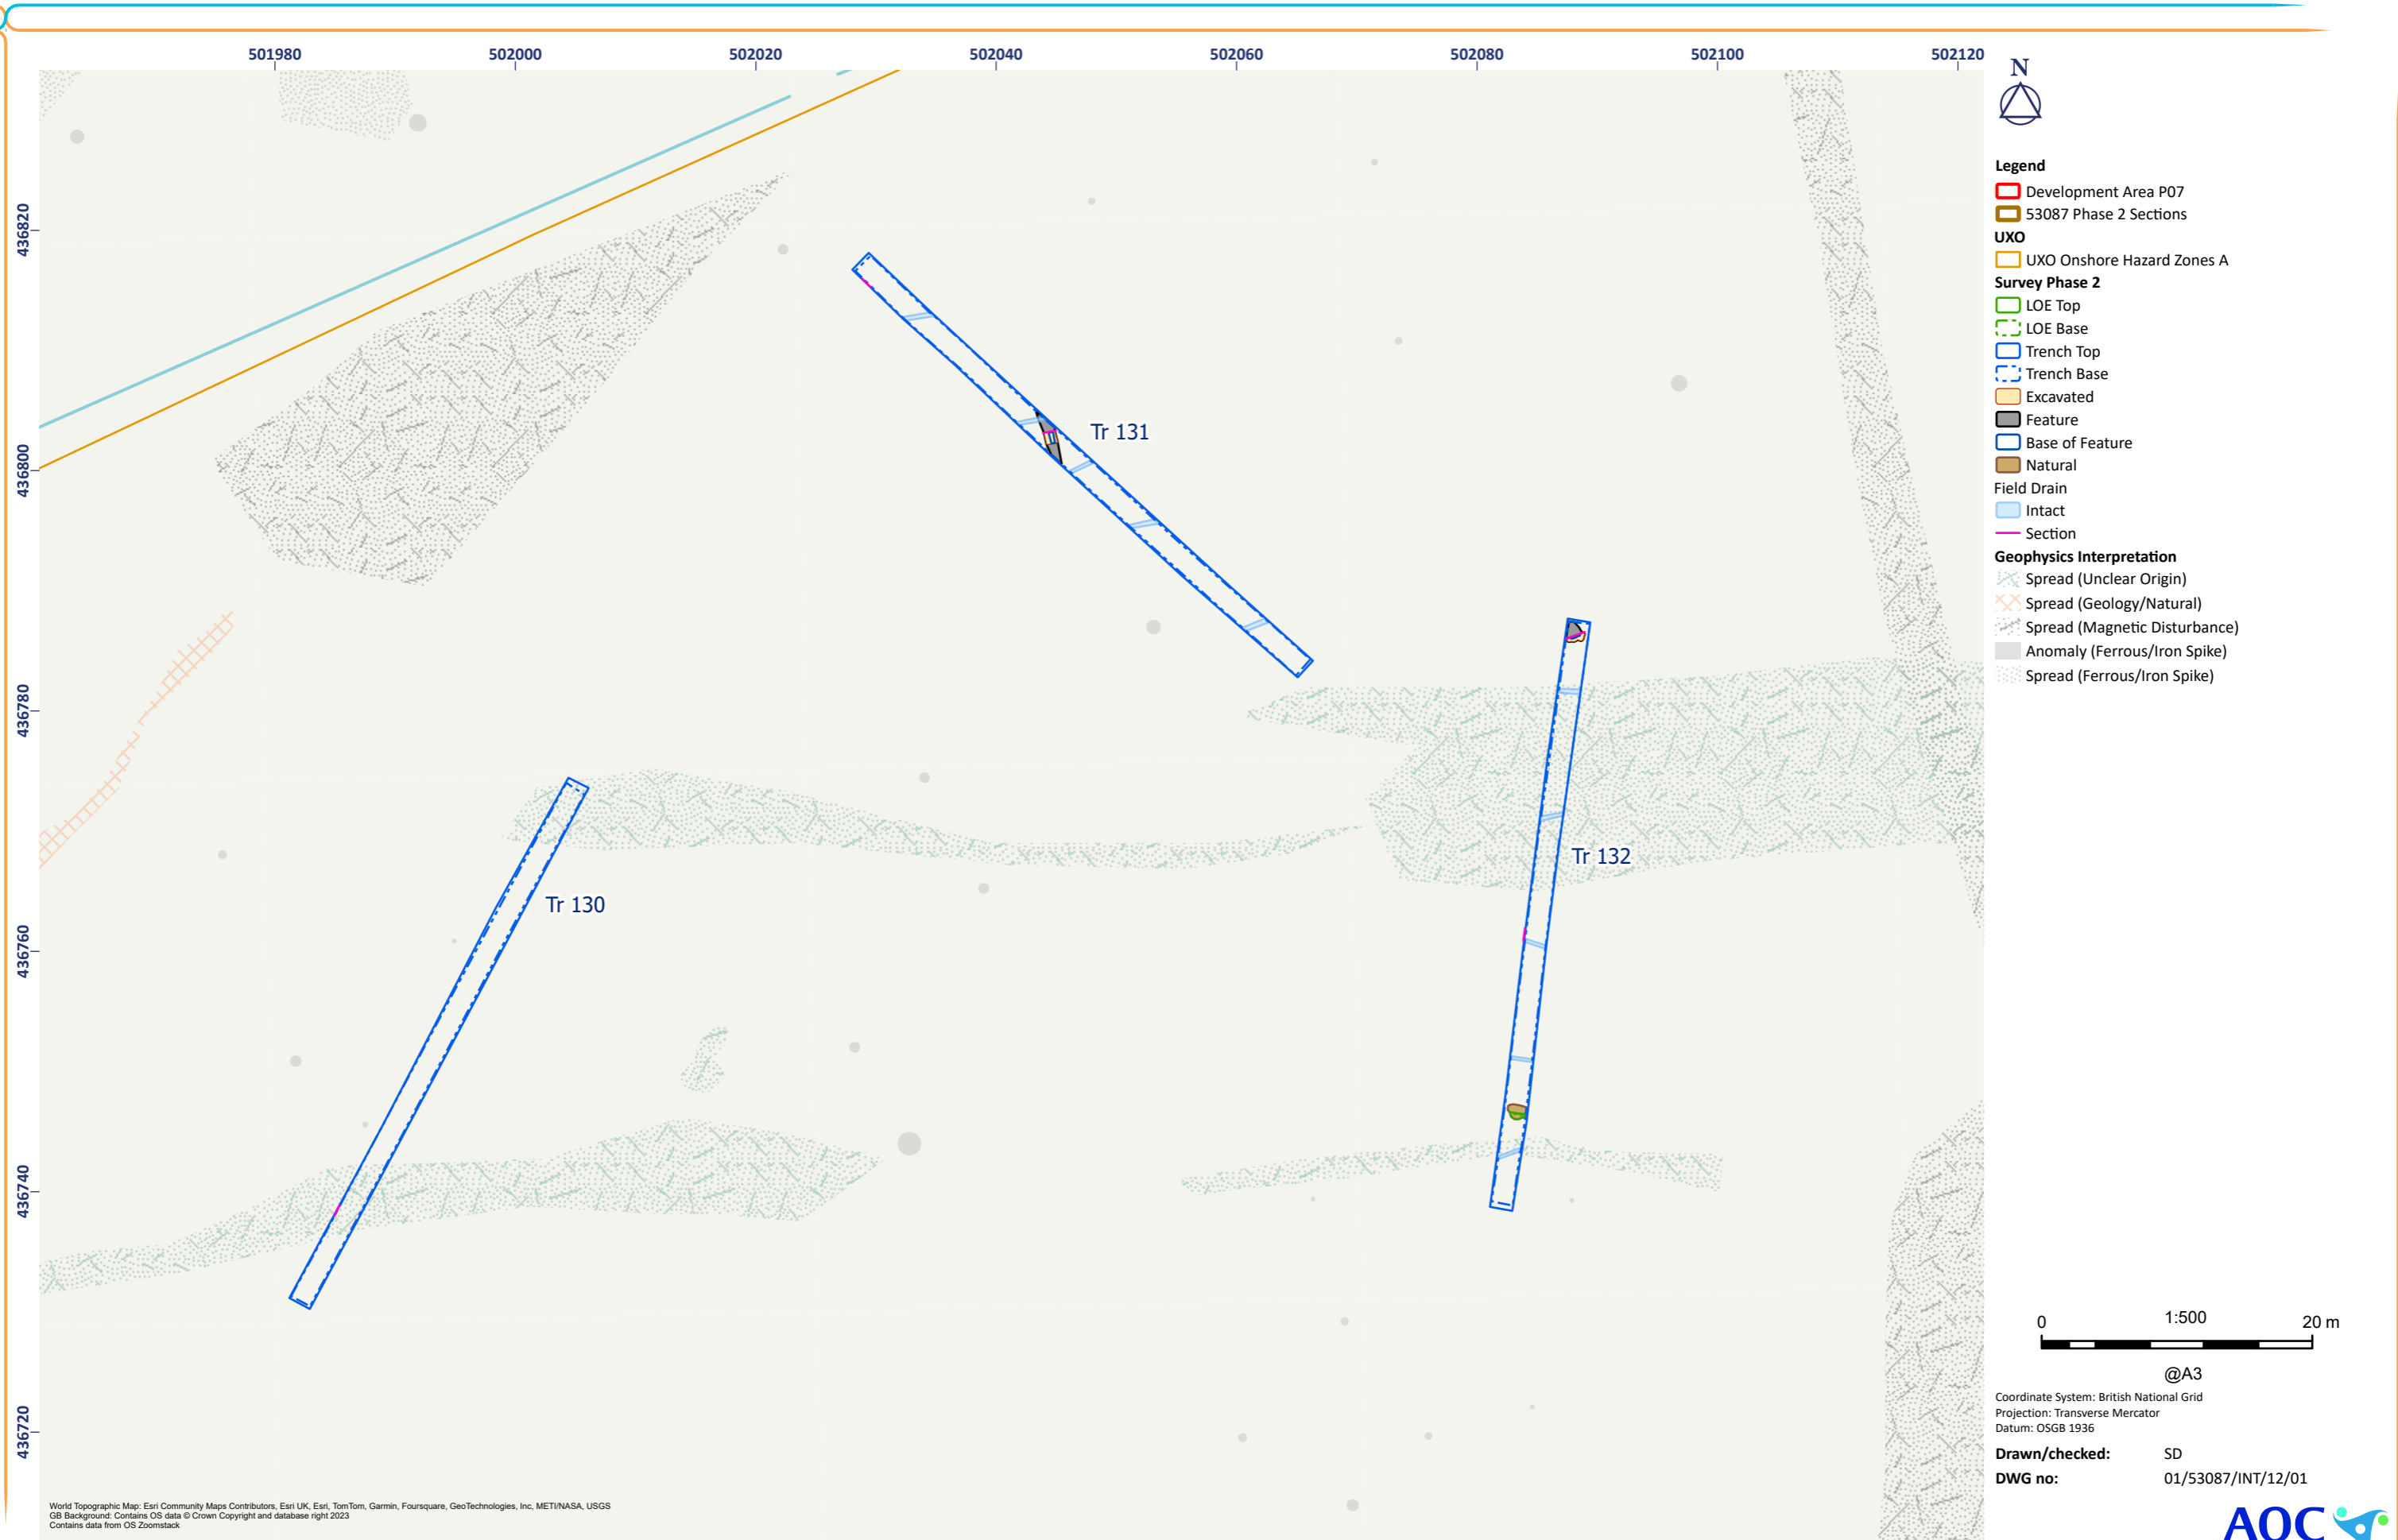 501980 502000 502020 502040 502060 502080 502100 502120
436820
436800
436780
436760
436740
436720
Tr 131
Tr 132
Tr 130
N
Legend
Development Area P07
53087 Phase 2 Sections
UXO
UXO Onshore Hazard Zones A
Survey Phase 2
LOE Top
LOE Base
Trench Top
Trench Base
Excavated
Feature
Base of Feature
Natural
Field Drain
Intact
Section
Geophysics Interpretation
Spread (Unclear Origin)
Spread (Geology/Natural)
Spread (Magnetic Disturbance)
Anomaly (Ferrous/Iron Spike)
Spread (Ferrous/Iron Spike)
0 1:500 20 m
@A3
Coordinate System: British National Grid
Projection: Transverse Mercator
Datum: OSGB 1936
Drawn/checked: SD
DWG no: 01/53087/INT/12/01
AOC
World Topographic Map: Esri Community Maps Contributors, Esri UK, Esri, TomTom, Garmin, Foursquare, GeoTechnologies, Inc, METI/NASA, USGS
GB Background: Contains OS data © Crown Copyright and database right 2023
Contains data from OS Zoomstack